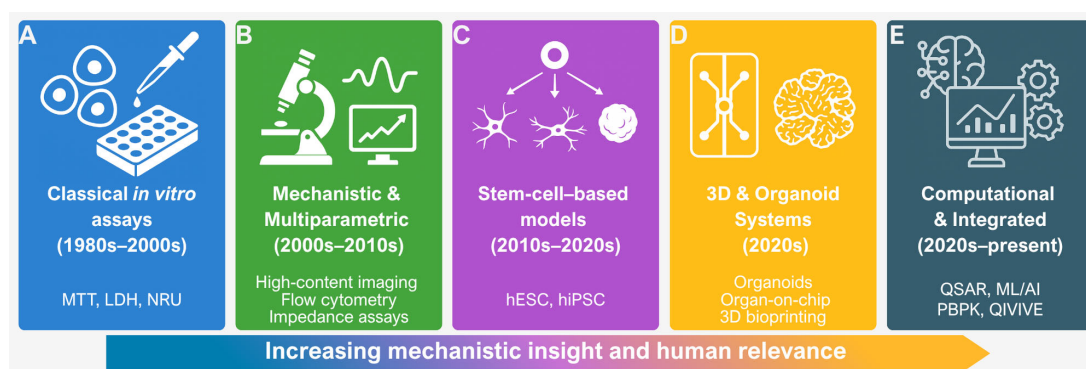 A
Classical in vitro
assays
(1980s–2000s)
MTT, LDH, NRU
B
Mechanistic &
Multiparametric
(2000s–2010s)
High-content imaging
Flow cytometry
Impedance assays
C
Stem-cell–based
models
(2010s–2020s)
hESC, hiPSC
D
3D & Organoid
Systems
(2020s)
Organoids
Organ-on-chip
3D bioprinting
E
Computational
& Integrated
(2020s–present)
QSAR, ML/AI
PBPK, QIVIVE
Increasing mechanistic insight and human relevance